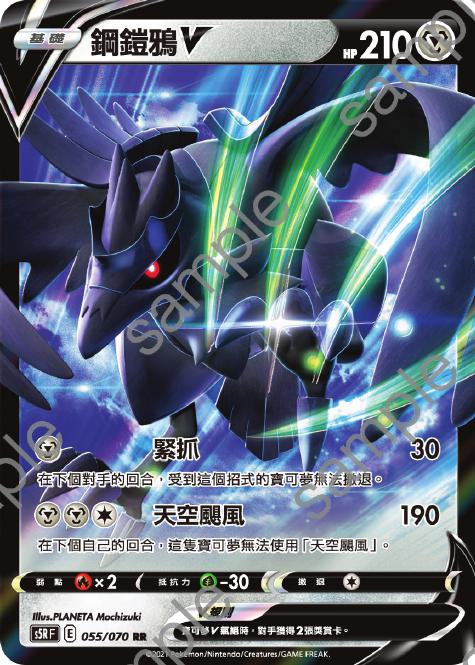 基礎 鋼鎧鴉V HP 210
sample
sample
sample
sample
緊抓 30
在下個對手的回合，受到這個招式的寶可夢無法撤退。
天空颶風 190
在下個自己的回合，這隻寶可夢無法使用「天空颶風」。
弱點 ×2 抵抗力 -30
Illus.PLANETA Mochizuki
s5R F E 055/070 RR
寶可夢V氣絕時，對手獲得2張獎賞卡。
©2021 Pokémon/Nintendo/Creatures/GAME FREAK.